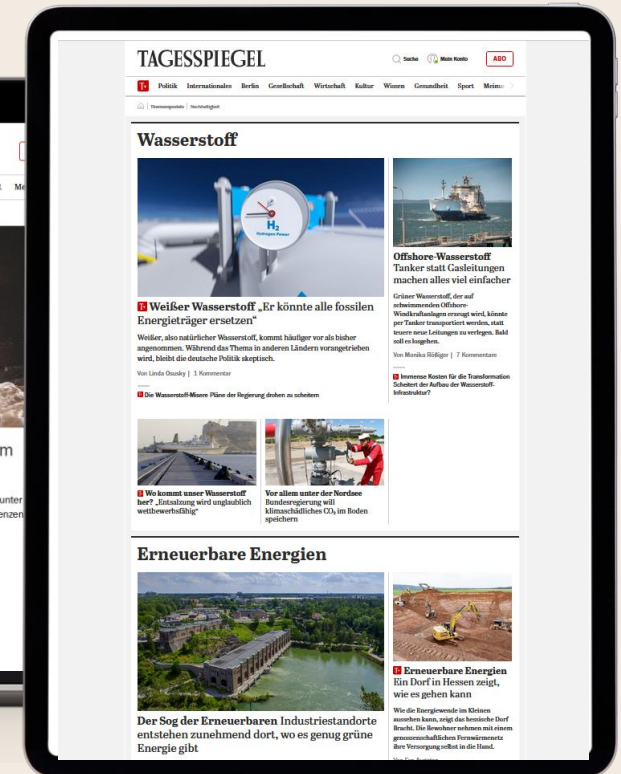 TAGESSPIEGEL
Suche
Mein Konto
ABO
T+ Politik Internationales Berlin Gesellschaft Wirtschaft Kultur Wissen Gesundheit Sport
Themenspezials | Nachhaltigkeit
Wasserstoff
H2
Hydrogen Power
T+ Weißer Wasserstoff „Er könnte alle fossilen
Energieträger ersetzen“
Weißer, also natürlicher Wasserstoff, kommt häufiger vor als bisher
angenommen. Während das Thema in anderen Ländern vorangetrieben
wird, bleibt die deutsche Politik skeptisch.
Von Linda Osusky | 1 Kommentar
T+ Die Wasserstoff-Misere Pläne der Regierung drohen zu scheitern
Offshore-Wasserstoff
Tanker statt Gasleitungen
machen alles viel einfacher
Grüner Wasserstoff, der auf
schwimmenden Offshore-
Windkraftanlagen erzeugt wird, könnte
per Tanker transportiert werden, statt
teuere neue Leitungen zu verlegen. Bald
soll es losgehen.
Von Monika Rößiger | 7 Kommentare
T+ Immense Kosten für die Transformation
Scheitert der Aufbau der Wasserstoff-
Infrastruktur?
T+ Wo kommt unser Wasserstoff
her? „Entsalzung wird unglaublich
wettbewerbsfähig“
Vor allem unter der Nordsee
Bundesregierung will
klimaschädliches CO₂ im Boden
speichern
Erneuerbare Energien
Der Sog der Erneuerbaren Industriestandorte
entstehen zunehmend dort, wo es genug grüne
Energie gibt
T+ Erneuerbare Energien
Ein Dorf in Hessen zeigt,
wie es gehen kann
Wie die Energiewende im Kleinen
aussehen kann, zeigt das hessische Dorf
Bracht. Die Bewohner nehmen mit einem
genossenschaftlichen Fernwärmenetz
ihre Versorgung selbst in die Hand.
unter